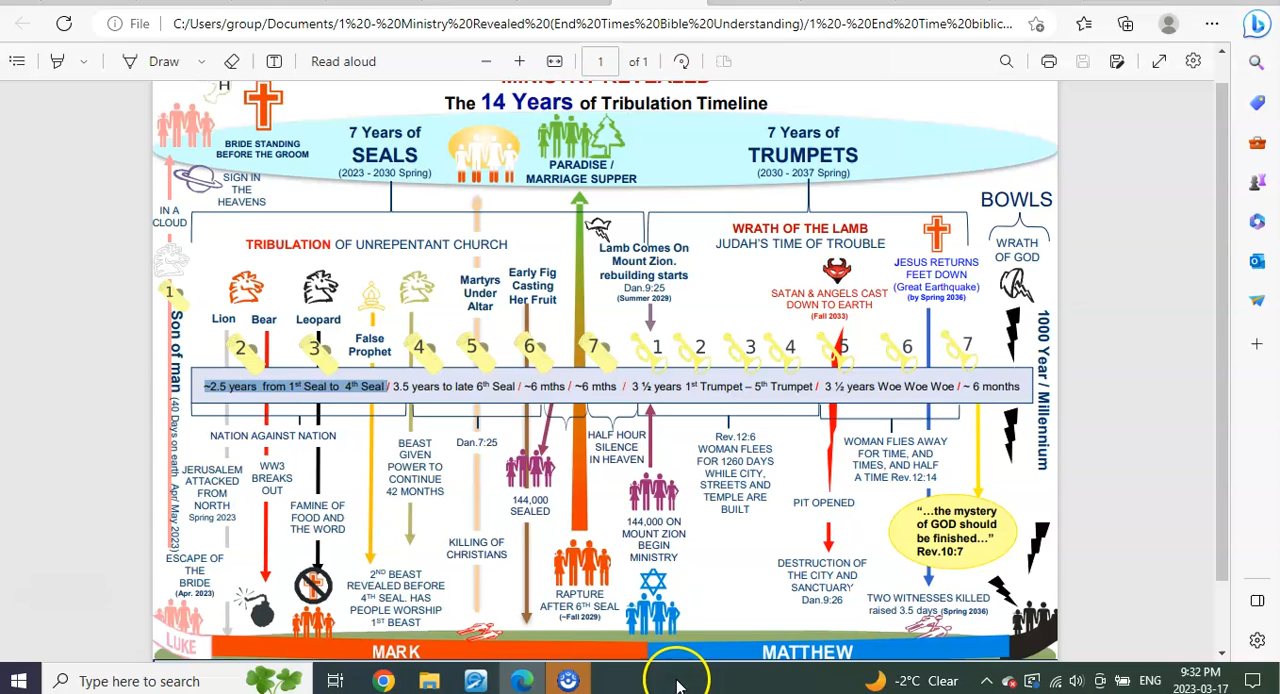 File
C:/Users/group/Documents/1%20-%20Ministry%20Revealed%20(End%20Times%20Bible%20Understanding)/1%20-%20End%20Time%20biblic...
Draw
Read aloud
1
of 1
MINISTRY REVEALED
The 14 Years of Tribulation Timeline
H
BRIDE STANDING
BEFORE THE GROOM
7 Years of
SEALS
(2023 - 2030 Spring)
PARADISE /
MARRIAGE SUPPER
7 Years of
TRUMPETS
(2030 - 2037 Spring)
SIGN IN
THE
HEAVENS
IN A
CLOUD
BOWLS
TRIBULATION OF UNREPENTANT CHURCH
WRATH OF THE LAMB
JUDAH'S TIME OF TROUBLE
WRATH
OF GOD
Lamb Comes On
Mount Zion.
rebuilding starts
Dan.9:25
(Summer 2029)
JESUS RETURNS
FEET DOWN
(Great Earthquake)
(by Spring 2036)
Martyrs
Under
Altar
Early Fig
Casting
Her Fruit
SATAN & ANGELS CAST
DOWN TO EARTH
(Fall 2033)
Lion
Bear
Leopard
False
Prophet
1
2
3
4
5
6
7
1
2
3
4
5
6
7
Son of man (40 Days on earth Apr/ May 2023)
1000 Year / Millennium
~2.5 years from 1st Seal to 4th Seal / 3.5 years to late 6th Seal / ~6 mths / ~6 mths / 3 ½ years 1st Trumpet – 5th Trumpet / 3 ½ years Woe Woe Woe / ~ 6 months
NATION AGAINST NATION
JERUSALEM
ATTACKED
FROM
NORTH
Spring 2023
WW3
BREAKS
OUT
FAMINE OF
FOOD AND
THE WORD
BEAST
GIVEN
POWER TO
CONTINUE
42 MONTHS
Dan.7:25
HALF HOUR
SILENCE
IN HEAVEN
Rev.12:6
WOMAN FLEES
FOR 1260 DAYS
WHILE CITY,
STREETS AND
TEMPLE ARE
BUILT
WOMAN FLIES AWAY
FOR TIME, AND
TIMES, AND HALF
A TIME Rev.12:14
144,000
SEALED
144,000 ON
MOUNT ZION
BEGIN
MINISTRY
PIT OPENED
"...the mystery
of GOD should
be finished..."
Rev.10:7
ESCAPE OF
THE
BRIDE
(Apr. 2023)
2ND BEAST
REVEALED BEFORE
4TH SEAL. HAS
PEOPLE WORSHIP
1ST BEAST
KILLING OF
CHRISTIANS
RAPTURE
AFTER 6TH SEAL
(~Fall 2029)
DESTRUCTION OF
THE CITY AND
SANCTUARY
Dan.9:26
TWO WITNESSES KILLED
raised 3.5 days (Spring 2036)
LUKE
MARK
MATTHEW
Type here to search
-2°C Clear
9:32 PM
2023-03-17